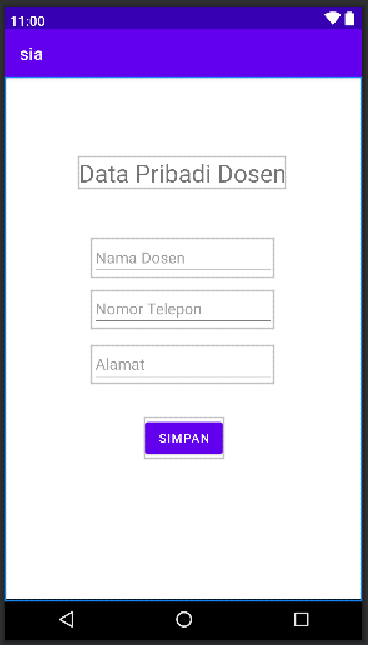 11:00
sia
Data Pribadi Dosen
Nama Dosen
Nomor Telepon
Alamat
SIMPAN